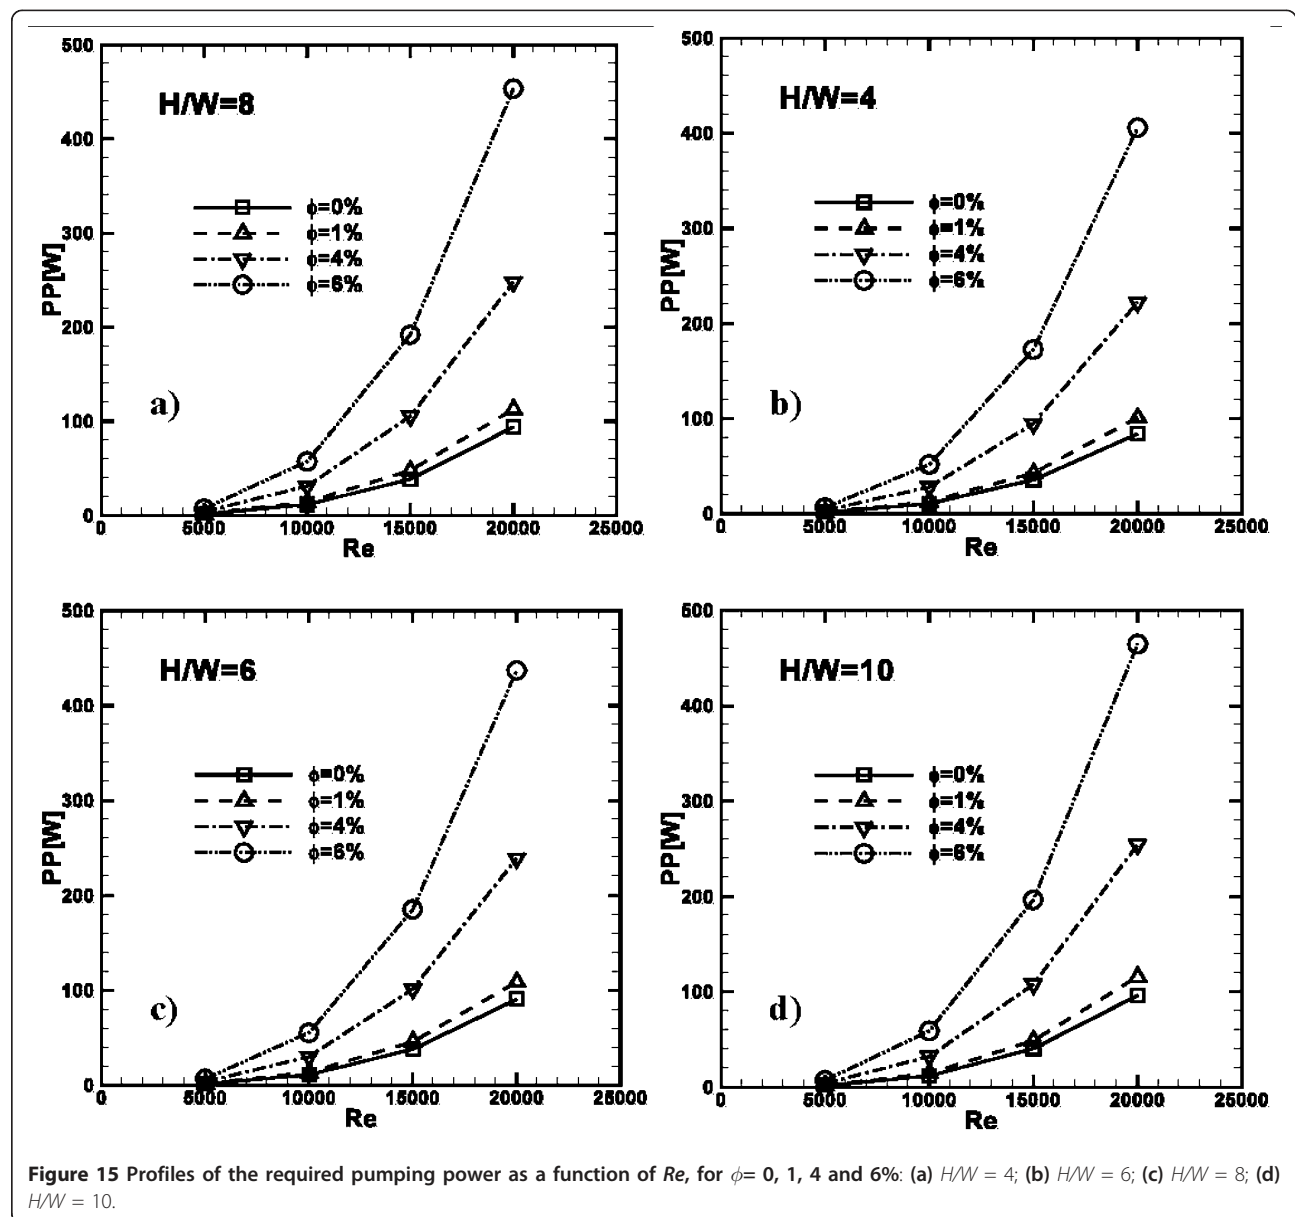 500
H/W=8
400
ϕ=0%
ϕ=1%
300
ϕ=4%
ϕ=6%
PP[W]
200
a)
100
0
0 5000 10000 15000 20000 25000
Re
500
H/W=4
400
ϕ=0%
ϕ=1%
300
ϕ=4%
ϕ=6%
PP[W]
200
b)
100
0
0 5000 10000 15000 20000 25000
Re
500
H/W=6
400
ϕ=0%
ϕ=1%
300
ϕ=4%
ϕ=6%
PP[W]
200
c)
100
0
0 5000 10000 15000 20000 25000
Re
500
H/W=10
400
ϕ=0%
ϕ=1%
300
ϕ=4%
ϕ=6%
PP[W]
200
d)
100
0
0 5000 10000 15000 20000 25000
Re
Figure 15 Profiles of the required pumping power as a function of Re, for ϕ= 0, 1, 4 and 6%: (a) H/W = 4; (b) H/W = 6; (c) H/W = 8; (d)
H/W = 10.